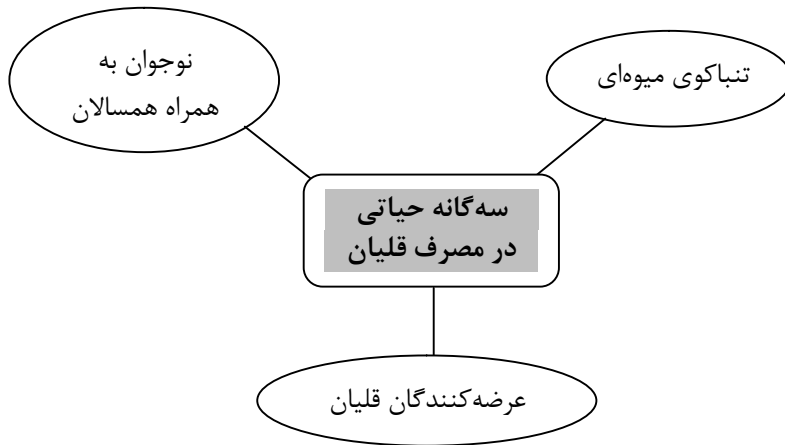 تنباکوی میوه‌ای
نوجوان به
همراه همسالان
سه‌گانه حیاتی
در مصرف قلیان
عرضه‌کنندگان قلیان